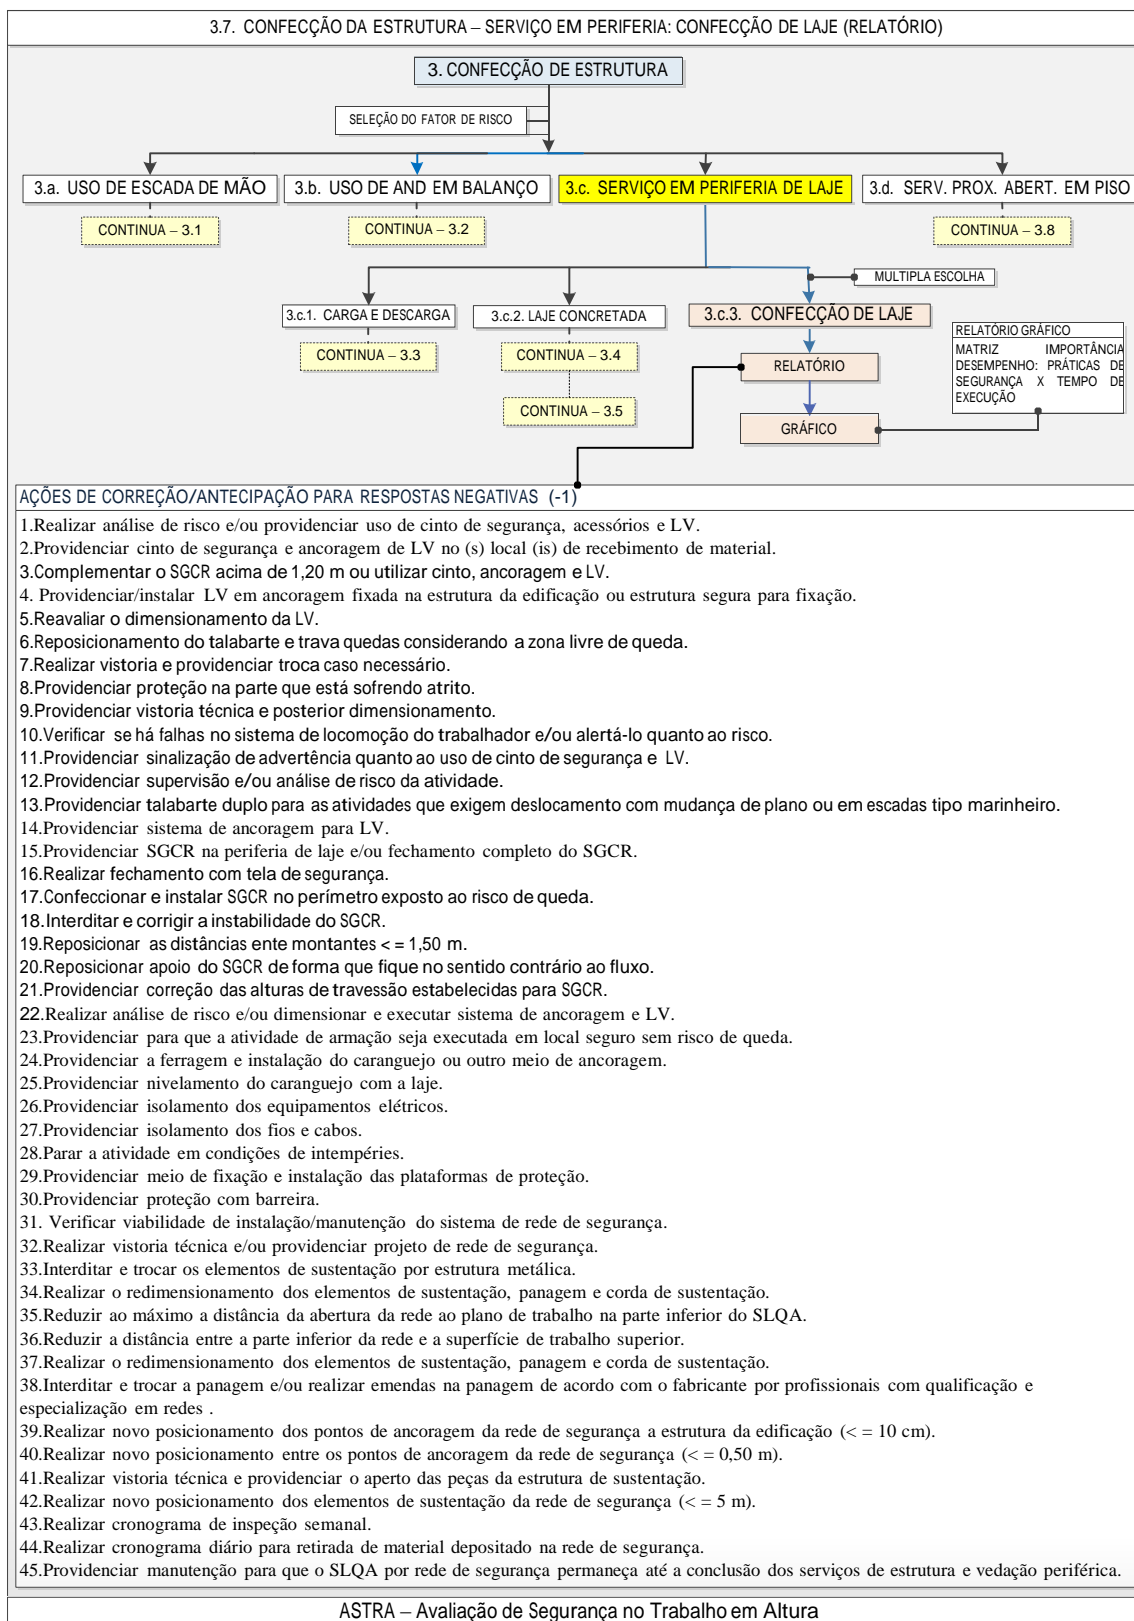 3.7. CONFECÇÃO DA ESTRUTURA – SERVIÇO EM PERIFERIA: CONFECÇÃO DE LAJE (RELATÓRIO)
3. CONFECÇÃO DE ESTRUTURA
SELEÇÃO DO FATOR DE RISCO
3.a. USO DE ESCADA DE MÃO
3.b. USO DE AND EM BALANÇO
3.c. SERVIÇO EM PERIFERIA DE LAJE
3.d. SERV. PROX. ABERT. EM PISO
CONTINUA – 3.1
CONTINUA – 3.2
CONTINUA – 3.8
MULTIPLA ESCOLHA
3.c.1. CARGA E DESCARGA
3.c.2. LAJE CONCRETADA
3.c.3. CONFECÇÃO DE LAJE
CONTINUA – 3.3
CONTINUA – 3.4
CONTINUA – 3.5
RELATÓRIO
GRÁFICO
RELATÓRIO GRÁFICO
MATRIZ IMPORTÂNCIA
DESEMPENHO: PRÁTICAS DE
SEGURANÇA X TEMPO DE
EXECUÇÃO
AÇÕES DE CORREÇÃO/ANTECIPAÇÃO PARA RESPOSTAS NEGATIVAS (-1)
1.Realizar análise de risco e/ou providenciar uso de cinto de segurança, acessórios e LV.
2.Providenciar cinto de segurança e ancoragem de LV no (s) local (is) de recebimento de material.
3.Complementar o SGCR acima de 1,20 m ou utilizar cinto, ancoragem e LV.
4. Providenciar/instalar LV em ancoragem fixada na estrutura da edificação ou estrutura segura para fixação.
5.Reavaliar o dimensionamento da LV.
6.Reposicionamento do talabarte e trava quedas considerando a zona livre de queda.
7.Realizar vistoria e providenciar troca caso necessário.
8.Providenciar proteção na parte que está sofrendo atrito.
9.Providenciar vistoria técnica e posterior dimensionamento.
10.Verificar se há falhas no sistema de locomoção do trabalhador e/ou alertá-lo quanto ao risco.
11.Providenciar sinalização de advertência quanto ao uso de cinto de segurança e LV.
12.Providenciar supervisão e/ou análise de risco da atividade.
13.Providenciar talabarte duplo para as atividades que exigem deslocamento com mudança de plano ou em escadas tipo marinheiro.
14.Providenciar sistema de ancoragem para LV.
15.Providenciar SGCR na periferia de laje e/ou fechamento completo do SGCR.
16.Realizar fechamento com tela de segurança.
17.Confeccionar e instalar SGCR no perímetro exposto ao risco de queda.
18.Interditar e corrigir a instabilidade do SGCR.
19.Reposicionar as distâncias ente montantes < = 1,50 m.
20.Reposicionar apoio do SGCR de forma que fique no sentido contrário ao fluxo.
21.Providenciar correção das alturas de travessão estabelecidas para SGCR.
22.Realizar análise de risco e/ou dimensionar e executar sistema de ancoragem e LV.
23.Providenciar para que a atividade de armação seja executada em local seguro sem risco de queda.
24.Providenciar a ferragem e instalação do caranguejo ou outro meio de ancoragem.
25.Providenciar nivelamento do caranguejo com a laje.
26.Providenciar isolamento dos equipamentos elétricos.
27.Providenciar isolamento dos fios e cabos.
28.Parar a atividade em condições de intempéries.
29.Providenciar meio de fixação e instalação das plataformas de proteção.
30.Providenciar proteção com barreira.
31. Verificar viabilidade de instalação/manutenção do sistema de rede de segurança.
32.Realizar vistoria técnica e/ou providenciar projeto de rede de segurança.
33.Interditar e trocar os elementos de sustentação por estrutura metálica.
34.Realizar o redimensionamento dos elementos de sustentação, panagem e corda de sustentação.
35.Reduzir ao máximo a distância da abertura da rede ao plano de trabalho na parte inferior do SLQA.
36.Reduzir a distância entre a parte inferior da rede e a superfície de trabalho superior.
37.Realizar o redimensionamento dos elementos de sustentação, panagem e corda de sustentação.
38.Interditar e trocar a panagem e/ou realizar emendas na panagem de acordo com o fabricante por profissionais com qualificação e
especialização em redes .
39.Realizar novo posicionamento dos pontos de ancoragem da rede de segurança a estrutura da edificação (< = 10 cm).
40.Realizar novo posicionamento entre os pontos de ancoragem da rede de segurança (< = 0,50 m).
41.Realizar vistoria técnica e providenciar o aperto das peças da estrutura de sustentação.
42.Realizar novo posicionamento dos elementos de sustentação da rede de segurança (< = 5 m).
43.Realizar cronograma de inspeção semanal.
44.Realizar cronograma diário para retirada de material depositado na rede de segurança.
45.Providenciar manutenção para que o SLQA por rede de segurança permaneça até a conclusão dos serviços de estrutura e vedação periférica.
ASTRA – Avaliação de Segurança no Trabalho em Altura